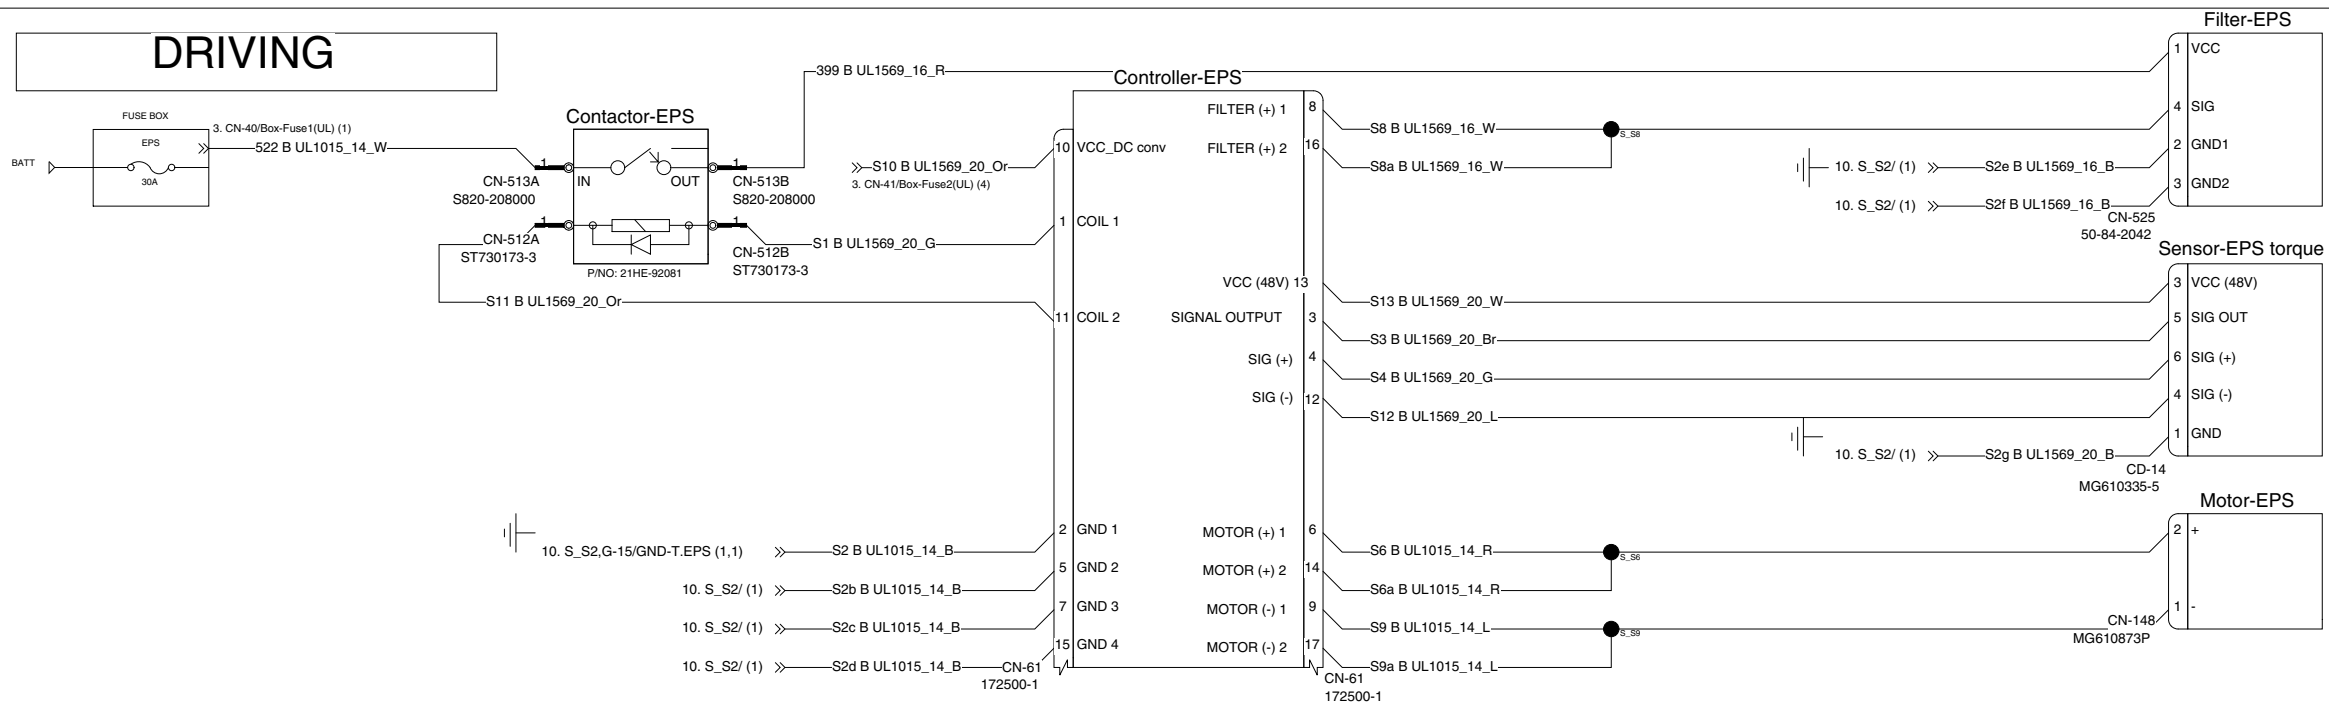 DRIVING
FUSE BOX
EPS
BATT
30A
3. CN-40/Box-Fuse1(UL) (1)
522 B UL1015_14_W
Contactor-EPS
1
CN-513A
S820-208000
IN
OUT
1
CN-513B
S820-208000
1
CN-512A
ST730173-3
1
CN-512B
ST730173-3
P/NO: 21HE-92081
399 B UL1569_16_R
S10 B UL1569_20_Or
3. CN-41/Box-Fuse2(UL) (4)
S1 B UL1569_20_G
S11 B UL1569_20_Or
10. S_S2,G-15/GND-T.EPS (1,1)
S2 B UL1015_14_B
10. S_S2/ (1)
S2b B UL1015_14_B
10. S_S2/ (1)
S2c B UL1015_14_B
10. S_S2/ (1)
S2d B UL1015_14_B
CN-61
172500-1
Controller-EPS
10 VCC_DC conv
1 COIL 1
11 COIL 2
2 GND 1
5 GND 2
7 GND 3
15 GND 4
FILTER (+) 1 8
FILTER (+) 2 16
VCC (48V) 13
SIGNAL OUTPUT 3
SIG (+) 4
SIG (-) 12
MOTOR (+) 1 6
MOTOR (+) 2 14
MOTOR (-) 1 9
MOTOR (-) 2 17
CN-61
172500-1
S8 B UL1569_16_W
S_S8
S8a B UL1569_16_W
S13 B UL1569_20_W
S3 B UL1569_20_Br
S4 B UL1569_20_G
S12 B UL1569_20_L
S6 B UL1015_14_R
S_S6
S6a B UL1015_14_R
S9 B UL1015_14_L
S_S9
S9a B UL1015_14_L
10. S_S2/ (1)
S2e B UL1569_16_B
10. S_S2/ (1)
S2f B UL1569_16_B
10. S_S2/ (1)
S2g B UL1569_20_B
Filter-EPS
1 VCC
4 SIG
2 GND1
3 GND2
CN-525
50-84-2042
Sensor-EPS torque
3 VCC (48V)
5 SIG OUT
6 SIG (+)
4 SIG (-)
1 GND
CD-14
MG610335-5
Motor-EPS
2 +
1 -
CN-148
MG610873P